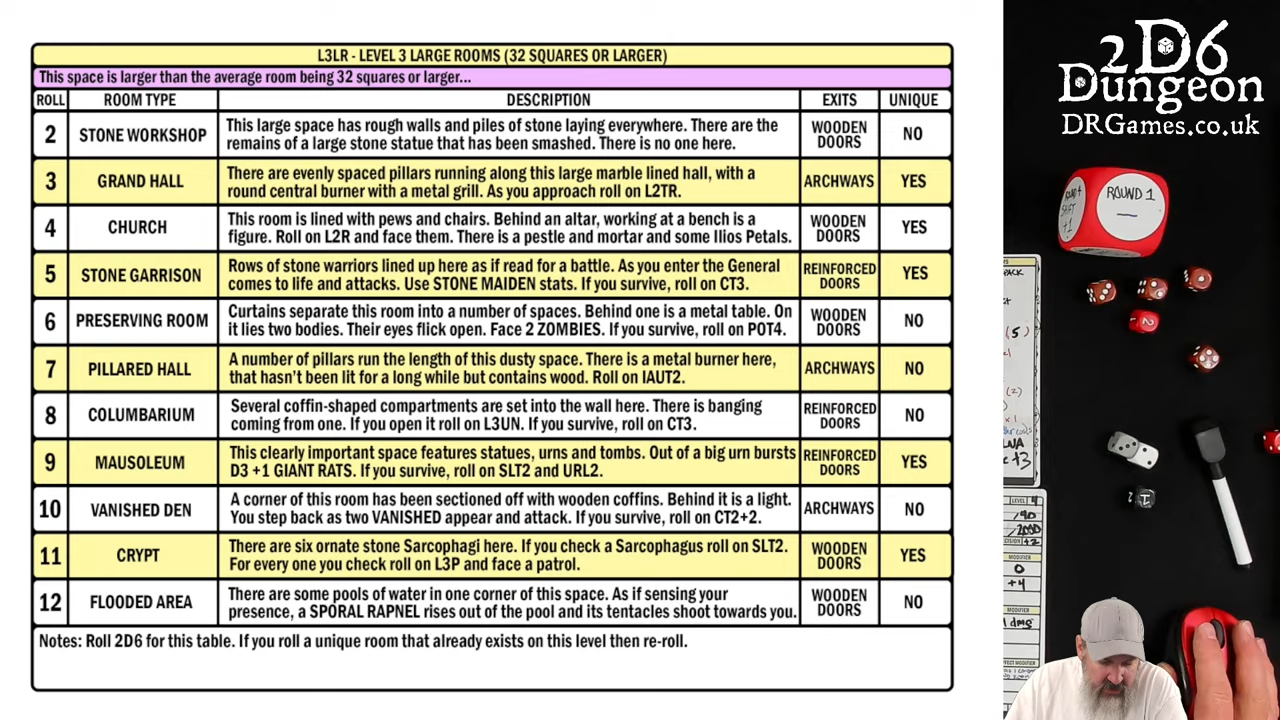 L3LR - LEVEL 3 LARGE ROOMS (32 SQUARES OR LARGER)
This space is larger than the average room being 32 squares or larger...
ROLL ROOM TYPE DESCRIPTION EXITS UNIQUE
2 STONE WORKSHOP This large space has rough walls and piles of stone laying everywhere. There are the remains of a large stone statue that has been smashed. There is no one here. WOODEN DOORS NO
3 GRAND HALL There are evenly spaced pillars running along this large marble lined hall, with a round central burner with a metal grill. As you approach roll on L2TR. ARCHWAYS YES
4 CHURCH This room is lined with pews and chairs. Behind an altar, working at a bench is a figure. Roll on L2R and face them. There is a pestle and mortar and some Ilios Petals. WOODEN DOORS YES
5 STONE GARRISON Rows of stone warriors lined up here as if read for a battle. As you enter the General comes to life and attacks. Use STONE MAIDEN stats. If you survive, roll on CT3. REINFORCED DOORS YES
6 PRESERVING ROOM Curtains separate this room into a number of spaces. Behind one is a metal table. On it lies two bodies. Their eyes flick open. Face 2 ZOMBIES. If you survive, roll on POT4. WOODEN DOORS NO
7 PILLARED HALL A number of pillars run the length of this dusty space. There is a metal burner here, that hasn't been lit for a long while but contains wood. Roll on IAUT2. ARCHWAYS NO
8 COLUMBARIUM Several coffin-shaped compartments are set into the wall here. There is banging coming from one. If you open it roll on L3UN. If you survive, roll on CT3. REINFORCED DOORS NO
9 MAUSOLEUM This clearly important space features statues, urns and tombs. Out of a big urn bursts D3 +1 GIANT RATS. If you survive, roll on SLT2 and URL2. REINFORCED DOORS YES
10 VANISHED DEN A corner of this room has been sectioned off with wooden coffins. Behind it is a light. You step back as two VANISHED appear and attack. If you survive, roll on CT2+2. ARCHWAYS NO
11 CRYPT There are six ornate stone Sarcophagi here. If you check a Sarcophagus roll on SLT2. For every one you check roll on L3P and face a patrol. WOODEN DOORS YES
12 FLOODED AREA There are some pools of water in one corner of this space. As if sensing your presence, a SPORAL RAPNEL rises out of the pool and its tentacles shoot towards you. WOODEN DOORS NO
Notes: Roll 2D6 for this table. If you roll a unique room that already exists on this level then re-roll.
2D6
Dungeon
DRGames.co.uk
ROUND 4 SHIFT +1
ROUND 1
LEVEL 4
MODIFIER
0
+4
MODIFIER